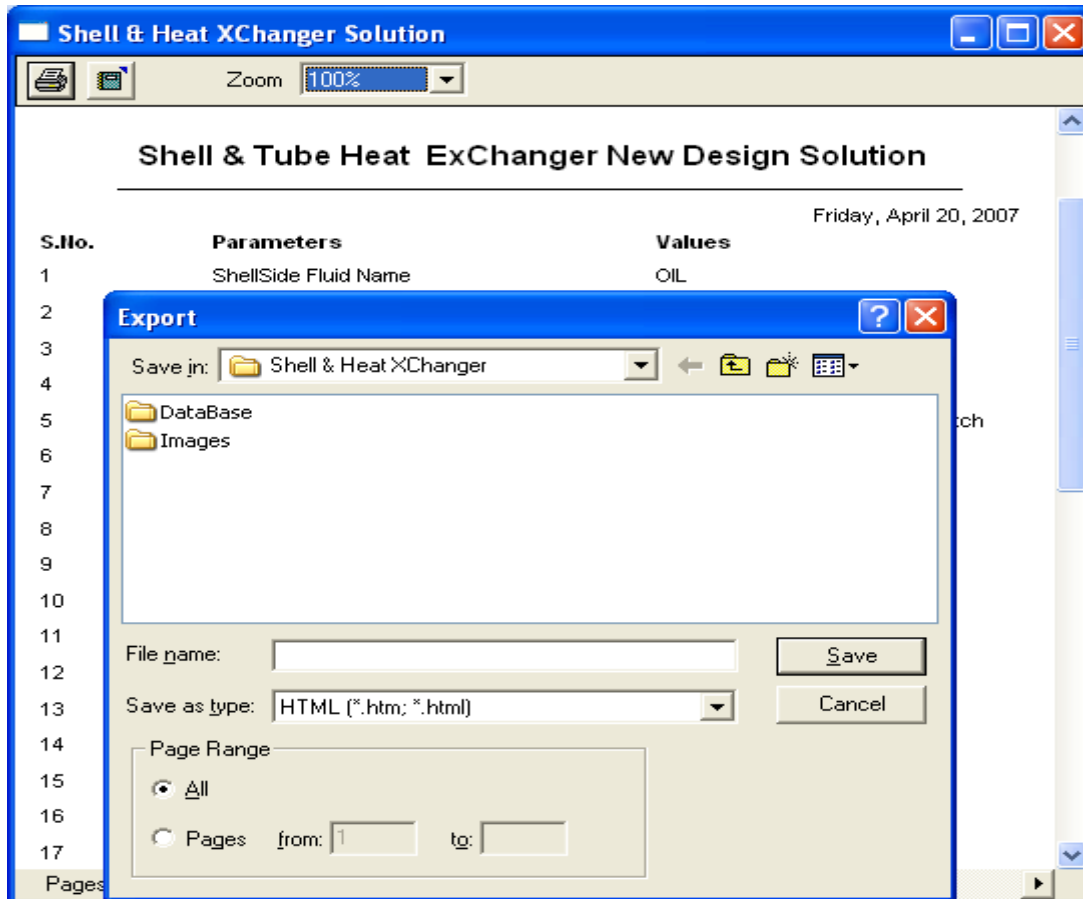 Shell & Heat XChanger Solution
Zoom 100%
Shell & Tube Heat ExChanger New Design Solution
Friday, April 20, 2007
S.No. Parameters Values
1 ShellSide Fluid Name OIL
2
3
4
5
6
7
8
9
10
11
12
13
14
15
16
17
Pages
Export
Save in: Shell & Heat XChanger
DataBase
Images
File name: Save
Save as type: HTML (*.htm; *.html) Cancel
Page Range
All
Pages from: 1 to: